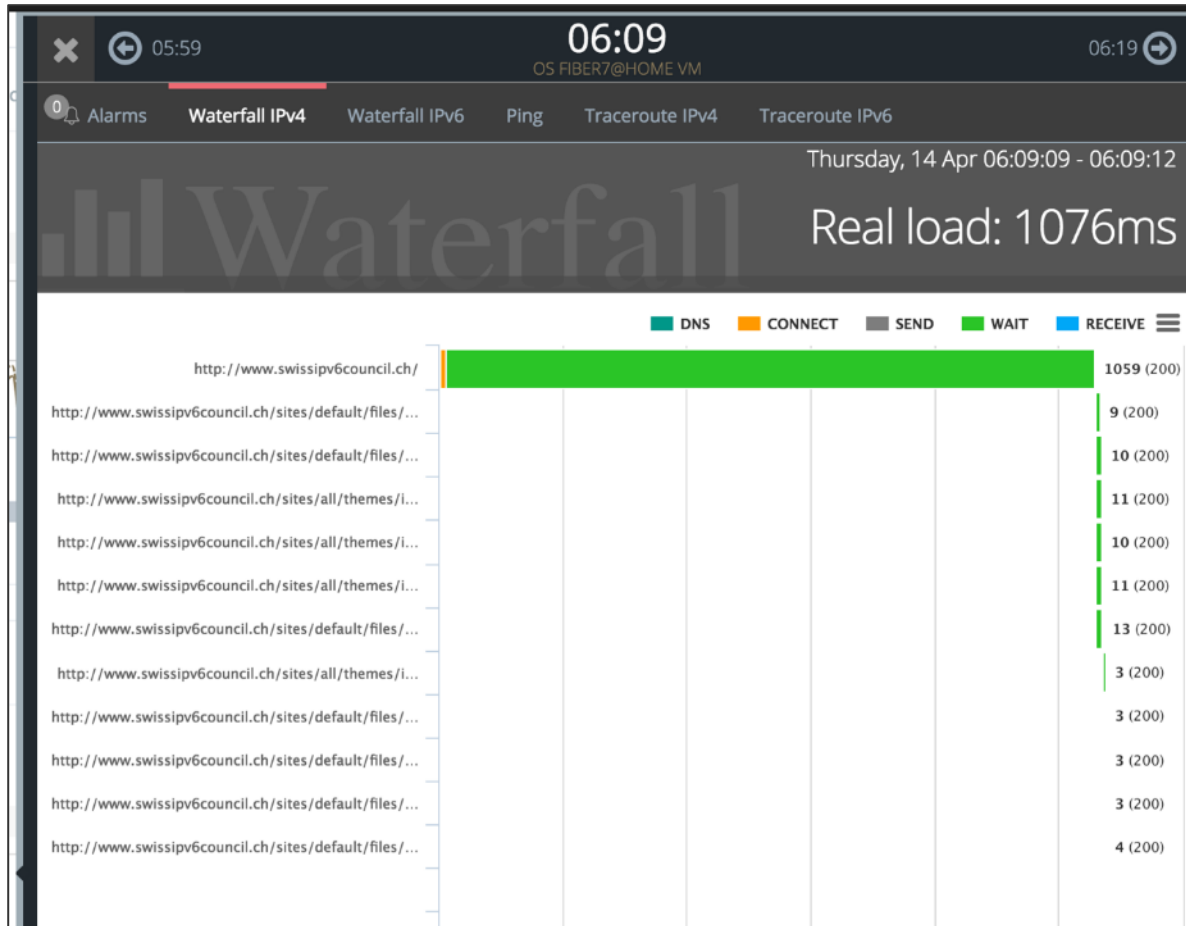 05:59
06:09
06:19
OS FIBER7@HOME VM
0 Alarms Waterfall IPv4 Waterfall IPv6 Ping Traceroute IPv4 Traceroute IPv6
Thursday, 14 Apr 06:09:09 - 06:09:12
Waterfall
Real load: 1076ms
DNS CONNECT SEND WAIT RECEIVE
http://www.swissipv6council.ch/ 1059 (200)
http://www.swissipv6council.ch/sites/default/files/... 9 (200)
http://www.swissipv6council.ch/sites/default/files/... 10 (200)
http://www.swissipv6council.ch/sites/all/themes/i... 11 (200)
http://www.swissipv6council.ch/sites/all/themes/i... 10 (200)
http://www.swissipv6council.ch/sites/all/themes/i... 11 (200)
http://www.swissipv6council.ch/sites/default/files/... 13 (200)
http://www.swissipv6council.ch/sites/all/themes/i... 3 (200)
http://www.swissipv6council.ch/sites/default/files/... 3 (200)
http://www.swissipv6council.ch/sites/default/files/... 3 (200)
http://www.swissipv6council.ch/sites/default/files/... 3 (200)
http://www.swissipv6council.ch/sites/default/files/... 4 (200)